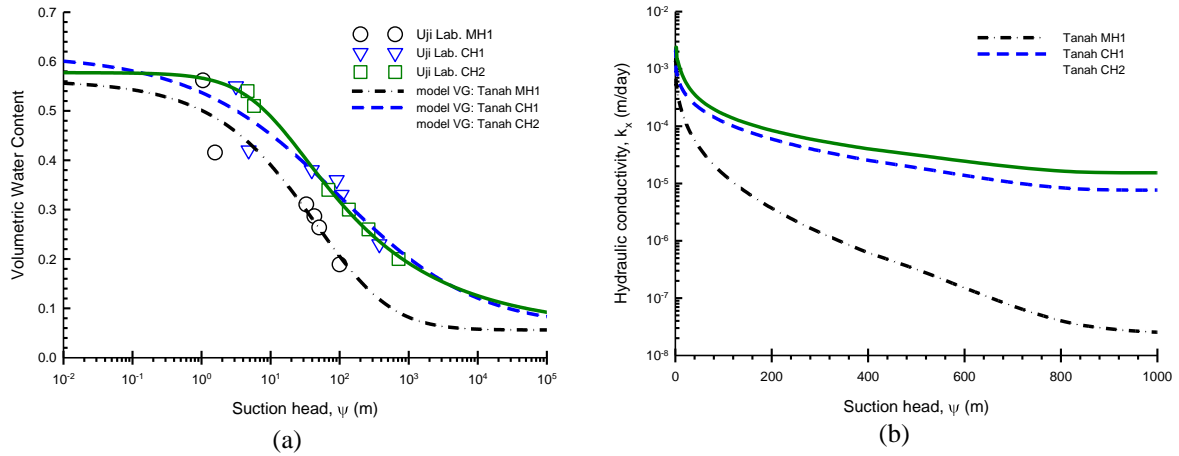 0.7
0.6
0.5
0.4
0.3
0.2
0.1
0.0
Volumetric Water Content
10-2 10-1 100 101 102 103 104 105
Suction head, ψ (m)
Uji Lab. MH1
Uji Lab. CH1
Uji Lab. CH2
model VG: Tanah MH1
model VG: Tanah CH1
model VG: Tanah CH2
(a)
10-2
10-3
10-4
10-5
10-6
10-7
10-8
Hydraulic conductivity, kx (m/day)
0 200 400 600 800 1000
Suction head, ψ (m)
Tanah MH1
Tanah CH1
Tanah CH2
(b)